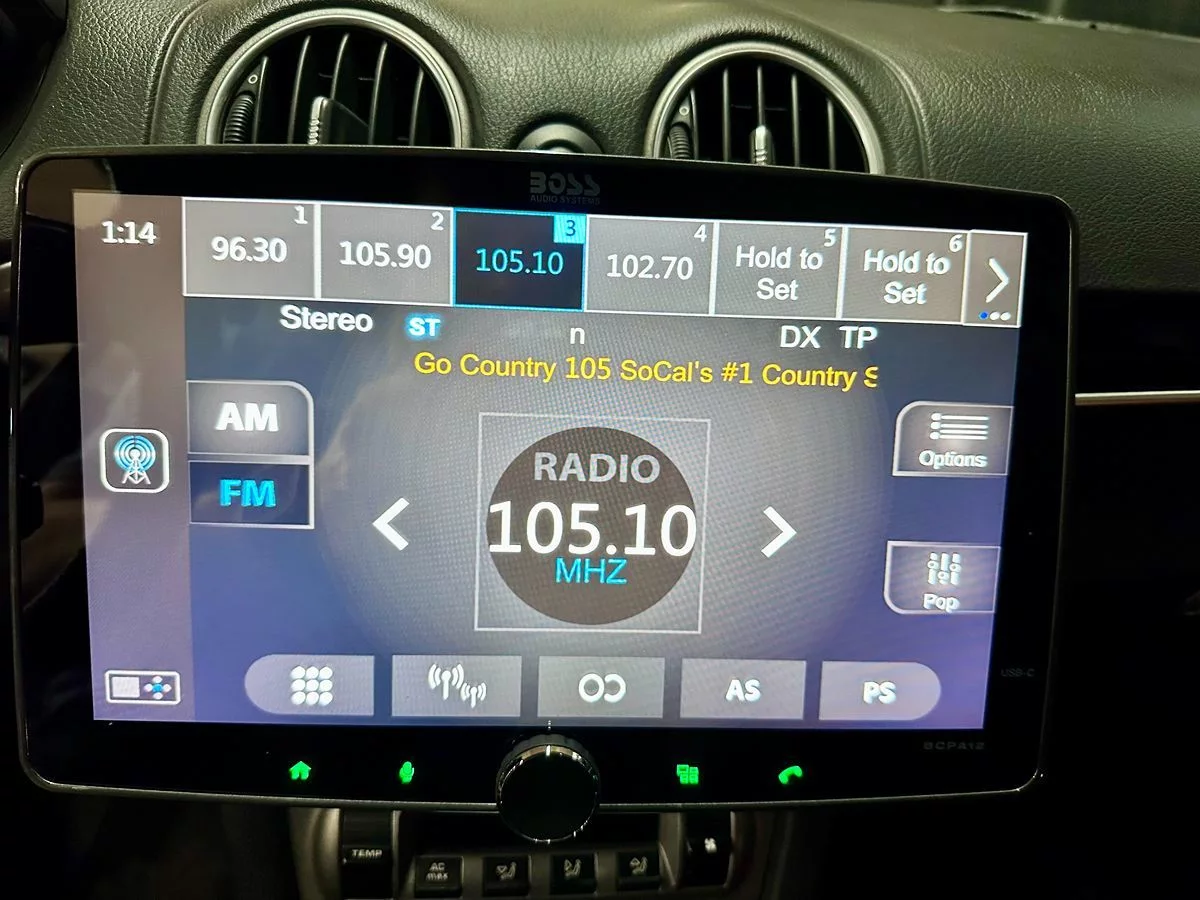 BOSS
AUDIO SYSTEMS
1:14
96.30 1
105.90 2
105.10 3
102.70 4
Hold to Set 5
Hold to Set 6
Stereo ST n DX TP
Go Country 105 SoCal's #1 Country S
AM
FM
RADIO
105.10
MHZ
Options
Pop
AS
PS
USB-C
BCPA12
TEMP
AC
max